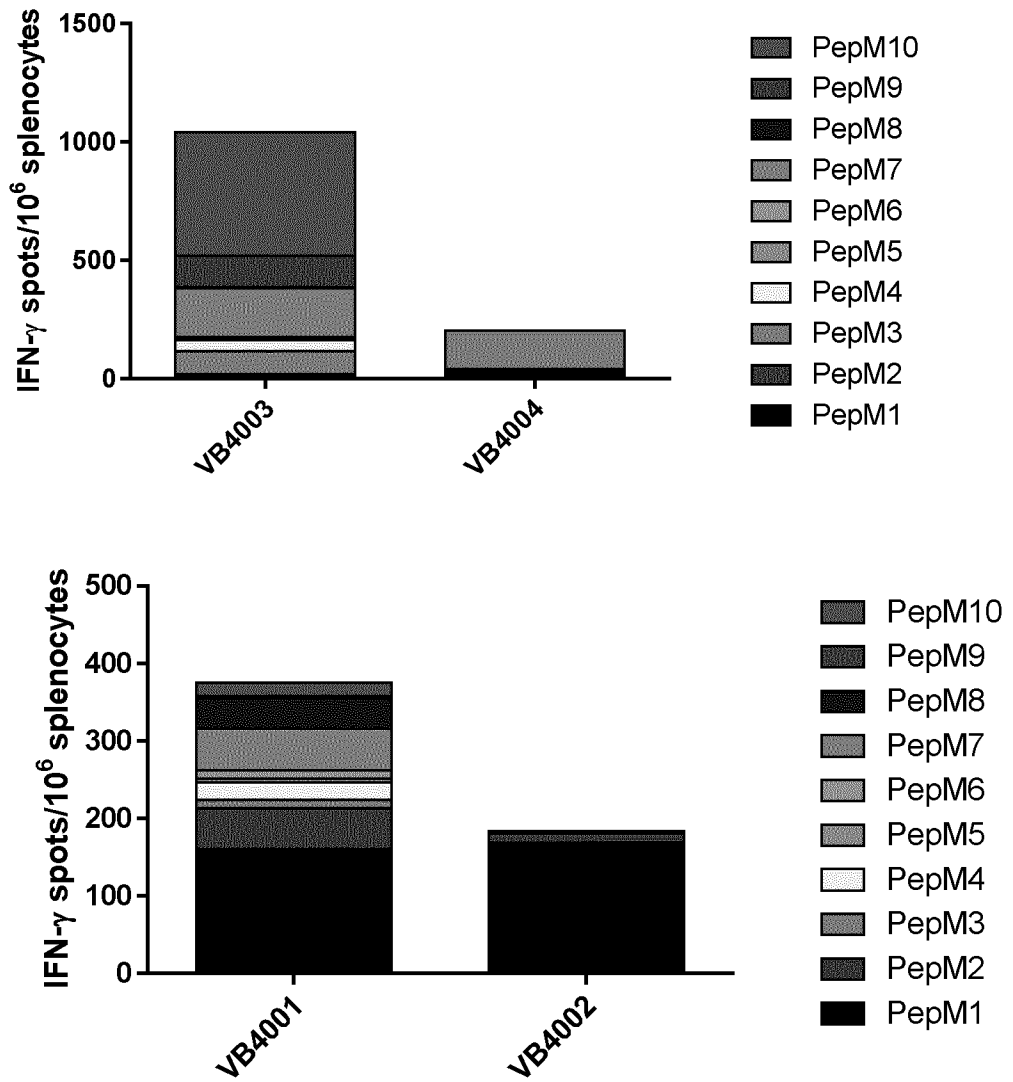 IFN-γ spots/10⁶ splenocytes
1500
1000
500
0
VB4003
VB4004
PepM10
PepM9
PepM8
PepM7
PepM6
PepM5
PepM4
PepM3
PepM2
PepM1
IFN-γ spots/10⁶ splenocytes
500
400
300
200
100
0
VB4001
VB4002
PepM10
PepM9
PepM8
PepM7
PepM6
PepM5
PepM4
PepM3
PepM2
PepM1